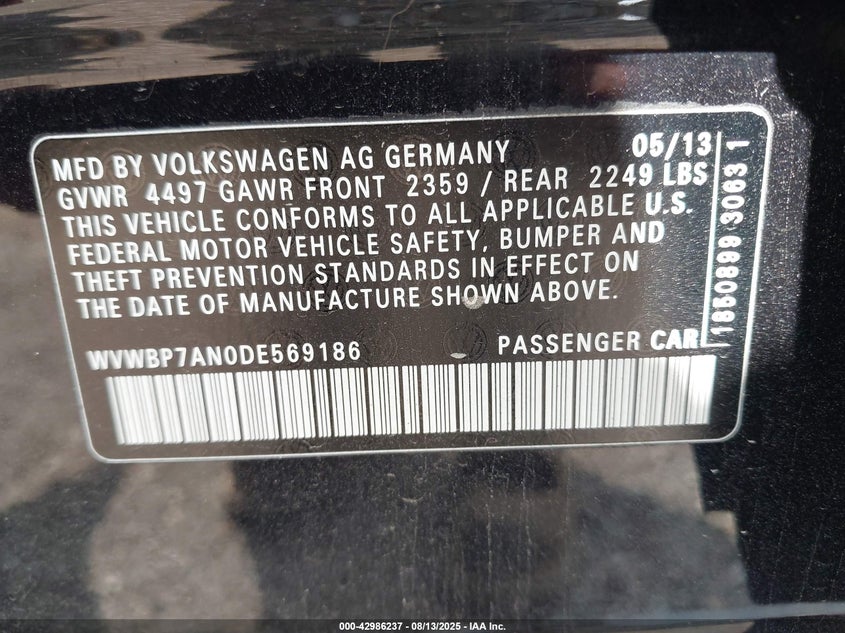 MFD BY VOLKSWAGEN AG GERMANY 05/13
GVWR 4497 GAWR FRONT 2359 / REAR 2249 LBS
THIS VEHICLE CONFORMS TO ALL APPLICABLE U.S.
FEDERAL MOTOR VEHICLE SAFETY, BUMPER AND
THEFT PREVENTION STANDARDS IN EFFECT ON
THE DATE OF MANUFACTURE SHOWN ABOVE.
WVWBP7AN0DE569186 PASSENGER CAR
1850899 3063 1
000-42986237 - 08/13/2025 - IAA Inc.